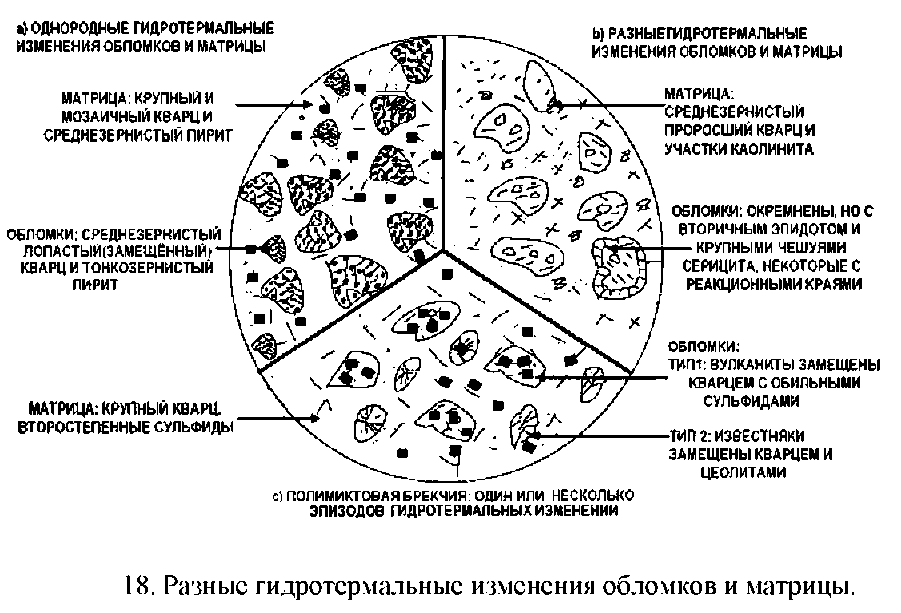 а) ОДНОРОДНЫЕ ГИДРОТЕРМАЛЬНЫЕ
ИЗМЕНЕНИЯ ОБЛОМКОВ И МАТРИЦЫ
МАТРИЦА: КРУПНЫЙ И
МОЗАИЧНЫЙ КВАРЦ И
СРЕДНЕЗЕРНИСТЫЙ ПИРИТ
ОБЛОМКИ; СРЕДНЕЗЕРНИСТЫЙ
ЛОПАСТЫЙ(ЗАМЕЩЁННЫЙ)
КВАРЦ И ТОНКОЗЕРНИСТЫЙ
ПИРИТ
МАТРИЦА: КРУПНЫЙ КВАРЦ,
ВТОРОСТЕПЕННЫЕ СУЛЬФИДЫ
b) РАЗНЫЕГИДРОТЕРМАЛЬНЫЕ
ИЗМЕНЕНИЯ ОБЛОМКОВ И МАТРИЦЫ
МАТРИЦА:
СРЕДНЕЗЕРНИСТЫЙ
ПРОРОСШИЙ КВАРЦ И
УЧАСТКИ КАОЛИНИТА
ОБЛОМКИ: ОКРЕМНЕНЫ, НО С
ВТОРИЧНЫМ ЭПИДОТОМ И
КРУПНЫМИ ЧЕШУЯМИ
СЕРИЦИТА, НЕКОТОРЫЕ С
РЕАКЦИОННЫМИ КРАЯМИ
ОБЛОМКИ:
ТИП1: ВУЛКАНИТЫ ЗАМЕЩЕНЫ
КВАРЦЕМ С ОБИЛЬНЫМИ
СУЛЬФИДАМИ
ТИП 2: ИЗВЕСТНЯКИ
ЗАМЕЩЕНЫ КВАРЦЕМ И
ЦЕОЛИТАМИ
c) ПОЛИМИКТОВАЯ БРЕКЧИЯ: ОДИН ИЛИ НЕСКОЛЬКО
ЭПИЗОДОВ ГИДРОТЕРМАЛЬНЫХ ИЗМЕНЕНИИ
18. Разные гидротермальные изменения обломков и матрицы.